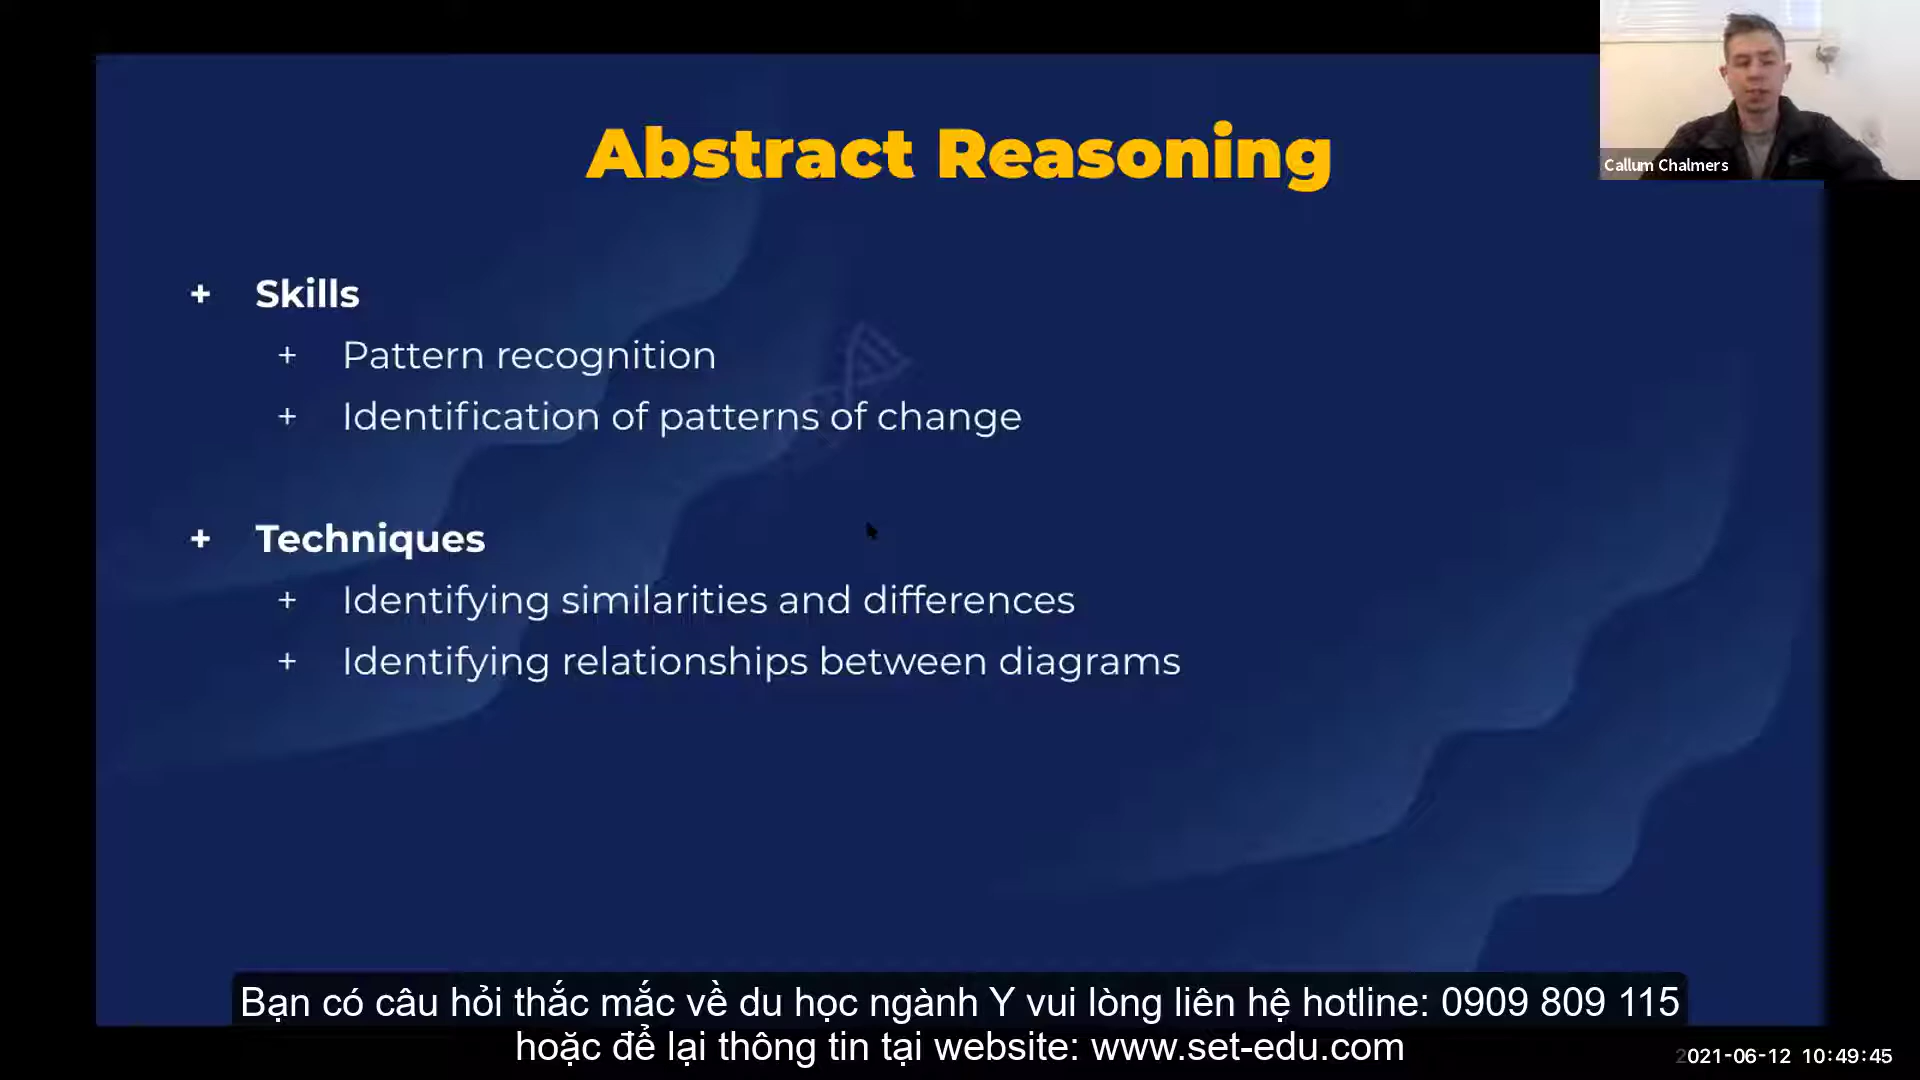 Abstract Reasoning
Callum Chalmers
+ Skills
+ Pattern recognition
+ Identification of patterns of change
+ Techniques
+ Identifying similarities and differences
+ Identifying relationships between diagrams
Bạn có câu hỏi thắc mắc về du học ngành Y vui lòng liên hệ hotline: 0909 809 115
hoặc để lại thông tin tại website: www.set-edu.com
2021-06-12 10:49:45